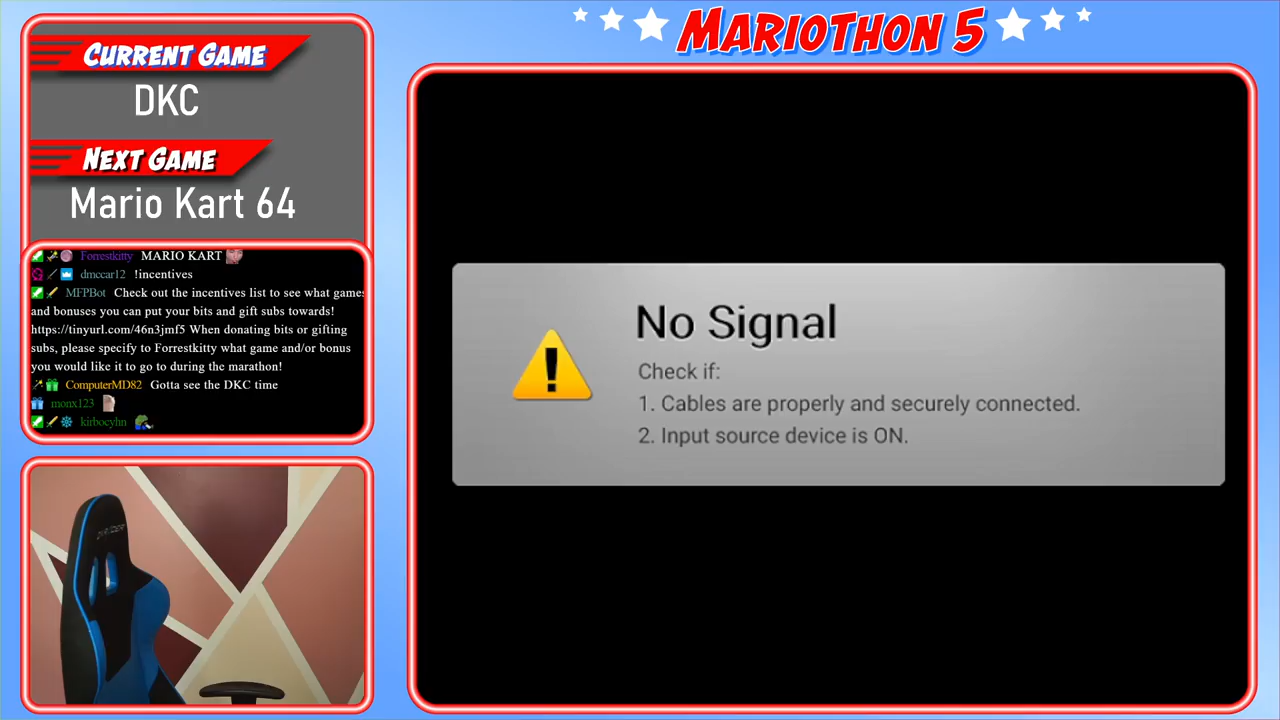 MARIOTHON 5
CURRENT GAME
DKC
NEXT GAME
Mario Kart 64
Forrestkitty MARIO KART
dmccar12 !incentives
MFPBot Check out the incentives list to see what games
and bonuses you can put your bits and gift subs towards!
https://tinyurl.com/46n3jmf5 When donating bits or gifting
subs, please specify to Forrestkitty what game and/or bonus
you would like it to go to during the marathon!
ComputerMD82 Gotta see the DKC time
monx123
kirbocyhn
No Signal
Check if:
1. Cables are properly and securely connected.
2. Input source device is ON.